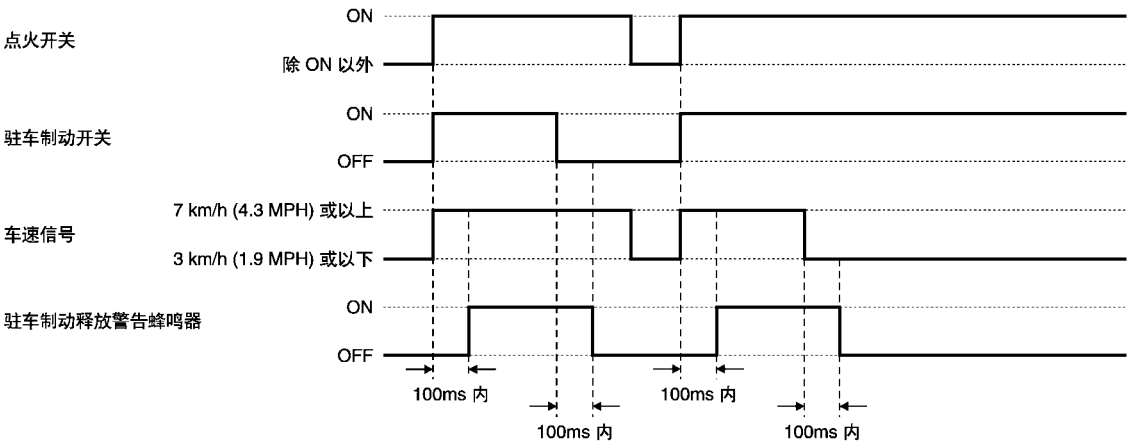 点火开关
ON
除 ON 以外
驻车制动开关
ON
OFF
车速信号
7 km/h (4.3 MPH) 或以上
3 km/h (1.9 MPH) 或以下
驻车制动释放警告蜂鸣器
ON
OFF
100ms 内
100ms 内
100ms 内
100ms 内